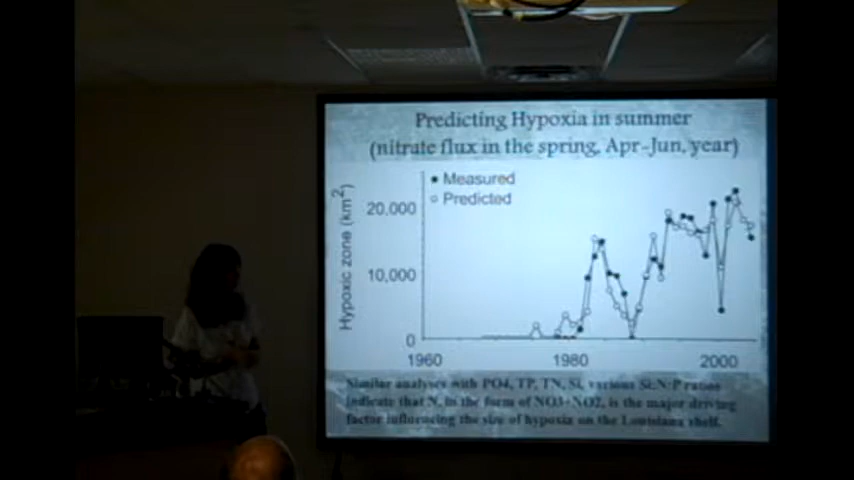 Predicting Hypoxia in summer
(nitrate flux in the spring, Apr-Jun, year)
Measured
Predicted
Hypoxic zone (km2)
20,000
10,000
0
1960 1980 2000
Similar analyses with PO4, TP, TN, Si, various Si:N:P ratios
indicate that N, in the form of NO3+NO2, is the major driving
factor influencing the size of hypoxia on the Louisiana shelf.